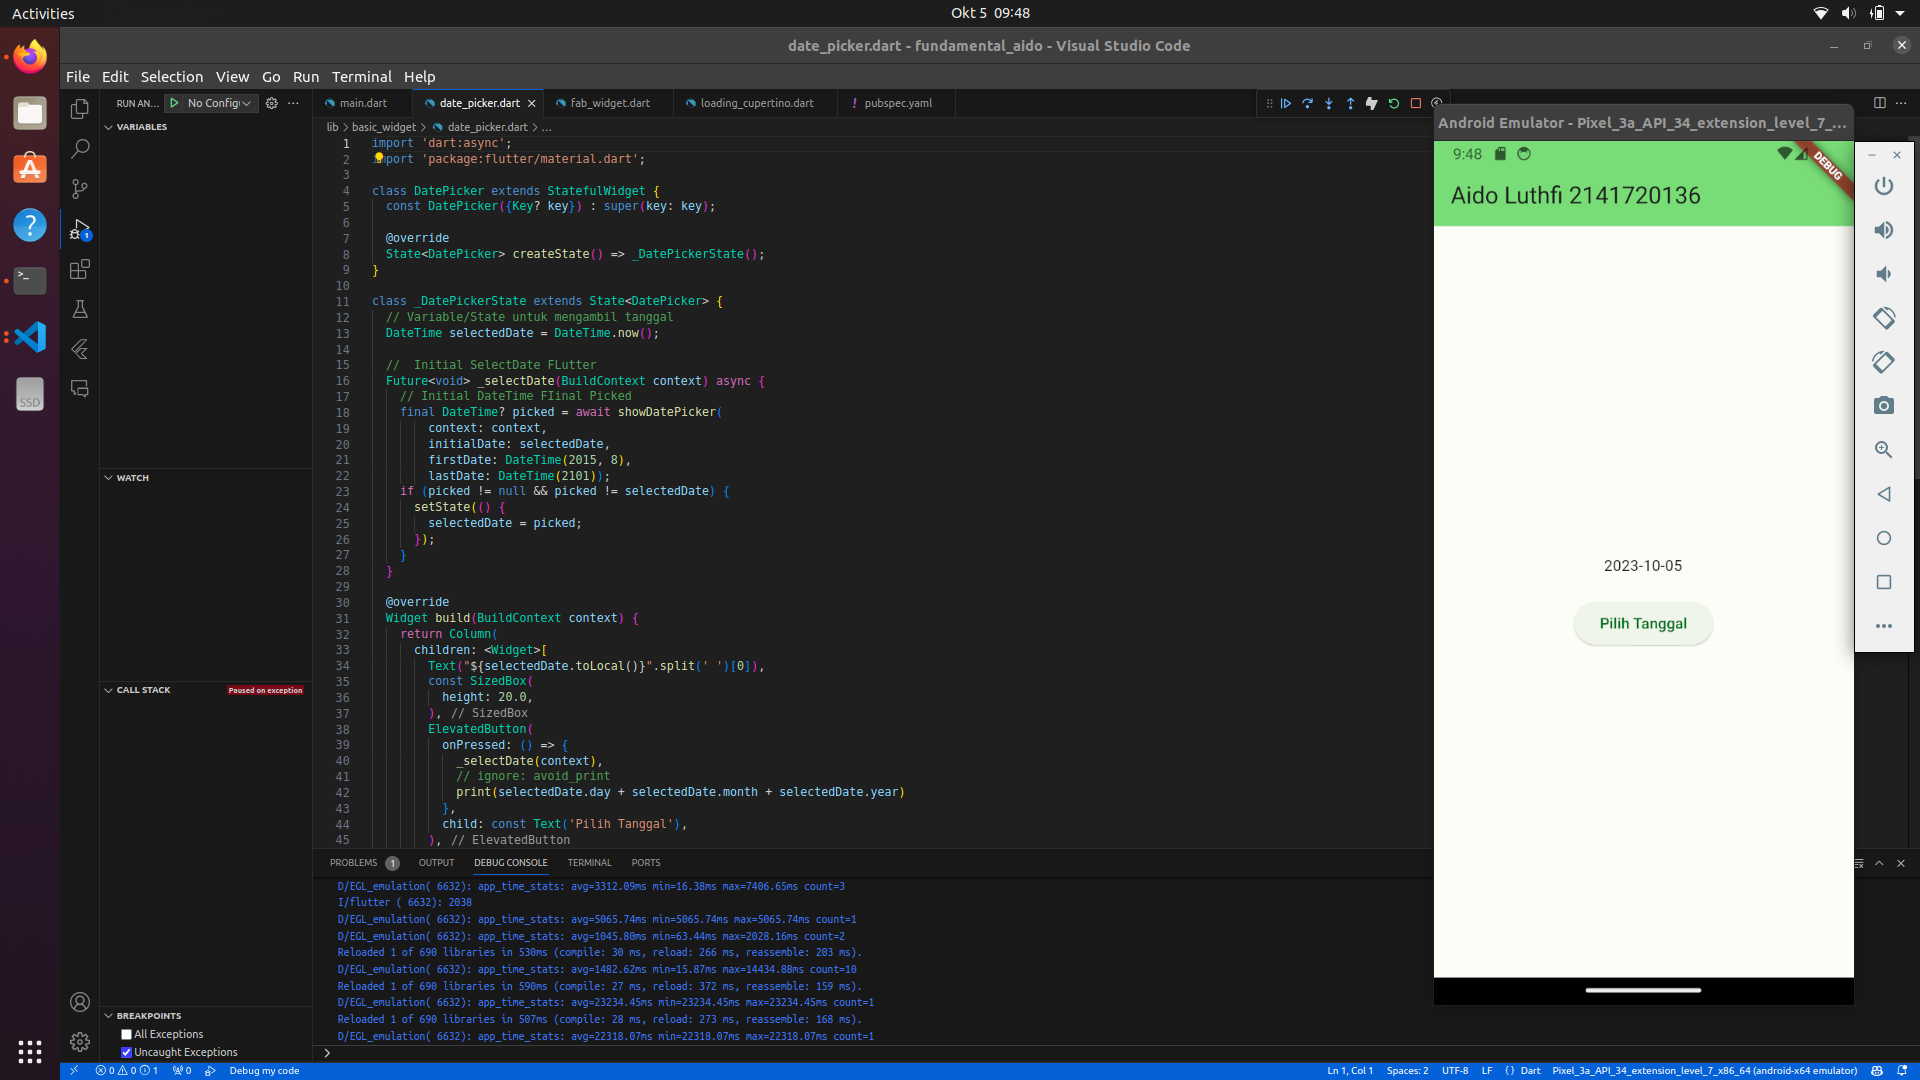 Activities
Okt 5 09:48
date_picker.dart - fundamental_aido - Visual Studio Code
File Edit Selection View Go Run Terminal Help
RUN AN... No Config
main.dart
date_picker.dart
fab_widget.dart
loading_cupertino.dart
! pubspec.yaml
VARIABLES
WATCH
CALL STACK
Paused on exception
BREAKPOINTS
All Exceptions
Uncaught Exceptions
1
SSD
lib > basic_widget > date_picker.dart > ...
1 import 'dart:async';
2 import 'package:flutter/material.dart';
3
4 class DatePicker extends StatefulWidget {
5 const DatePicker({Key? key}) : super(key: key);
6
7 @override
8 State<DatePicker> createState() => _DatePickerState();
9 }
10
11 class _DatePickerState extends State<DatePicker> {
12 // Variable/State untuk mengambil tanggal
13 DateTime selectedDate = DateTime.now();
14
15 //  Initial SelectDate FLutter
16 Future<void> _selectDate(BuildContext context) async {
17 // Initial DateTime FIinal Picked
18 final DateTime? picked = await showDatePicker(
19 context: context,
20 initialDate: selectedDate,
21 firstDate: DateTime(2015, 8),
22 lastDate: DateTime(2101));
23 if (picked != null && picked != selectedDate) {
24 setState(() {
25 selectedDate = picked;
26 });
27 }
28 }
29
30 @override
31 Widget build(BuildContext context) {
32 return Column(
33 children: <Widget>[
34 Text("${selectedDate.toLocal()}".split(' ')[0]),
35 const SizedBox(
36 height: 20.0,
37 ), // SizedBox
38 ElevatedButton(
39 onPressed: () => {
40 _selectDate(context),
41 // ignore: avoid_print
42 print(selectedDate.day + selectedDate.month + selectedDate.year)
43 },
44 child: const Text('Pilih Tanggal'),
45 ), // ElevatedButton
PROBLEMS 1 OUTPUT DEBUG CONSOLE TERMINAL PORTS
D/EGL_emulation( 6632): app_time_stats: avg=3312.09ms min=16.38ms max=7406.65ms count=3
I/flutter ( 6632): 2038
D/EGL_emulation( 6632): app_time_stats: avg=5065.74ms min=5065.74ms max=5065.74ms count=1
D/EGL_emulation( 6632): app_time_stats: avg=1045.80ms min=63.44ms max=2028.16ms count=2
Reloaded 1 of 690 libraries in 530ms (compile: 30 ms, reload: 266 ms, reassemble: 203 ms).
D/EGL_emulation( 6632): app_time_stats: avg=1482.62ms min=15.87ms max=14434.88ms count=10
Reloaded 1 of 690 libraries in 590ms (compile: 27 ms, reload: 372 ms, reassemble: 159 ms).
D/EGL_emulation( 6632): app_time_stats: avg=23234.45ms min=23234.45ms max=23234.45ms count=1
Reloaded 1 of 690 libraries in 507ms (compile: 28 ms, reload: 273 ms, reassemble: 168 ms).
D/EGL_emulation( 6632): app_time_stats: avg=22318.07ms min=22318.07ms max=22318.07ms count=1
Android Emulator - Pixel_3a_API_34_extension_level_7_...
9:48
DEBUG
Aido Luthfi 2141720136
2023-10-05
Pilih Tanggal
0 0 1 0 Debug my code
Ln 1, Col 1 Spaces: 2 UTF-8 LF {} Dart Pixel_3a_API_34_extension_level_7_x86_64 (android-x64 emulator)